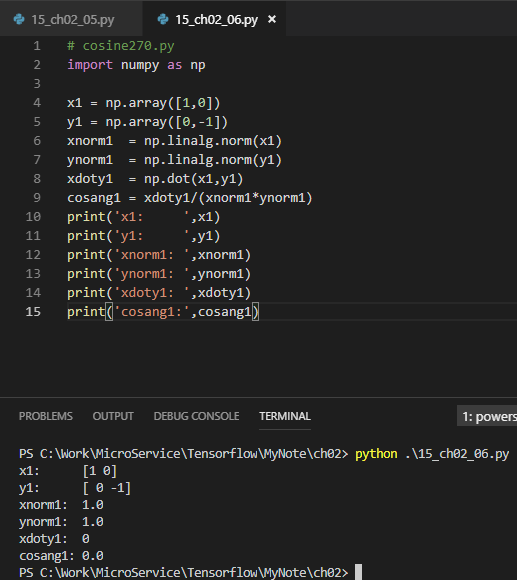 15_ch02_05.py 15_ch02_06.py ×
1 # cosine270.py
2 import numpy as np
3
4 x1 = np.array([1,0])
5 y1 = np.array([0,-1])
6 xnorm1  = np.linalg.norm(x1)
7 ynorm1  = np.linalg.norm(y1)
8 xdoty1  = np.dot(x1,y1)
9 cosang1 = xdoty1/(xnorm1*ynorm1)
10 print('x1:     ',x1)
11 print('y1:     ',y1)
12 print('xnorm1: ',xnorm1)
13 print('ynorm1: ',ynorm1)
14 print('xdoty1: ',xdoty1)
15 print('cosang1:',cosang1)
PROBLEMS OUTPUT DEBUG CONSOLE TERMINAL 1: powers
PS C:\Work\MicroService\Tensorflow\MyNote\ch02> python .\15_ch02_06.py
x1:      [1 0]
y1:      [ 0 -1]
xnorm1:  1.0
ynorm1:  1.0
xdoty1:  0
cosang1: 0.0
PS C:\Work\MicroService\Tensorflow\MyNote\ch02>